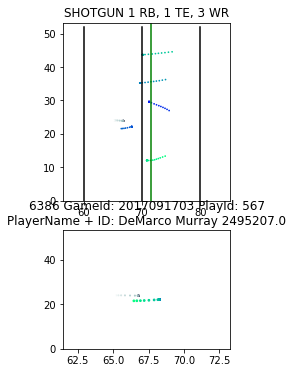 SHOTGUN 1 RB, 1 TE, 3 WR
50
40
30
20
10
0
60 70 80
6386 GameId: 2017091703 PlayId: 567
PlayerName + ID: DeMarco Murray 2495207.0
40
20
0
62.5 65.0 67.5 70.0 72.5